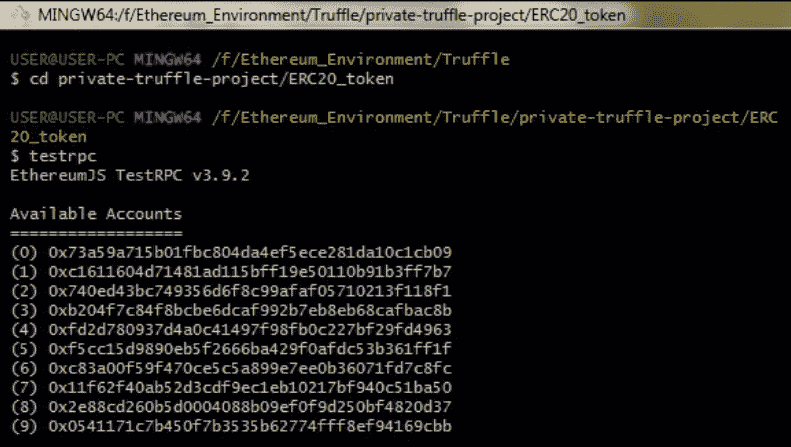 MINGW64:/f/Ethereum_Environment/Truffle/private-truffle-project/ERC20_token
USER@USER-PC MINGW64 /f/Ethereum_Environment/Truffle
$ cd private-truffle-project/ERC20_token
USER@USER-PC MINGW64 /f/Ethereum_Environment/Truffle/private-truffle-project/ERC
20_token
$ testrpc
EthereumJS TestRPC v3.9.2
Available Accounts
==================
(0) 0x73a59a715b01fbc804da4ef5ece281da10c1cb09
(1) 0xc1611604d71481ad115bff19e50110b91b3ff7b7
(2) 0x740ed43bc749356d6f8c99afaf05710213f118f1
(3) 0xb204f7c84f8bcbe6dcaf992b7eb8eb68cafbac8b
(4) 0xfd2d780937d4a0c41497f98fb0c227bf29fd4963
(5) 0xf5cc15d9890eb5f2666ba429f0afdc53b361ff1f
(6) 0xc83a00f59f470ce5c5a899e7ee0b36071fd7c8fc
(7) 0x11f62f40ab52d3cdf9ec1eb10217bf940c51ba50
(8) 0x2e88cd260b5d0004088b09ef0f9d250bf4820d37
(9) 0x0541171c7b450f7b3535b62774fff8ef94169cbb